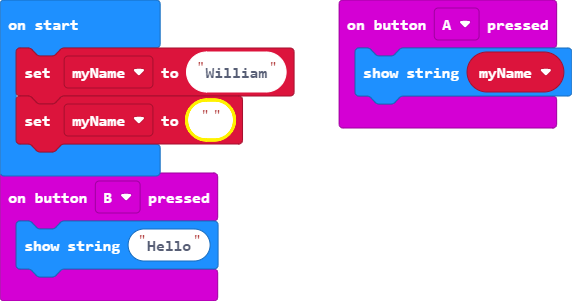 on start
set myName to "William"
set myName to " "
on button B pressed
show string "Hello"
on button A pressed
show string myName